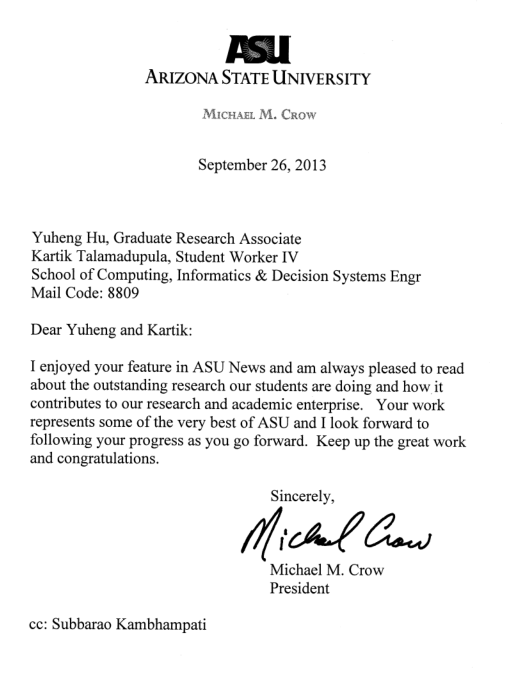 ASU
ARIZONA STATE UNIVERSITY
MICHAEL M. CROW
September 26, 2013
Yuheng Hu, Graduate Research Associate
Kartik Talamadupula, Student Worker IV
School of Computing, Informatics & Decision Systems Engr
Mail Code: 8809
Dear Yuheng and Kartik:
I enjoyed your feature in ASU News and am always pleased to read
about the outstanding research our students are doing and how it
contributes to our research and academic enterprise. Your work
represents some of the very best of ASU and I look forward to
following your progress as you go forward. Keep up the great work
and congratulations.
Sincerely,
Michael Crow
Michael M. Crow
President
cc: Subbarao Kambhampati